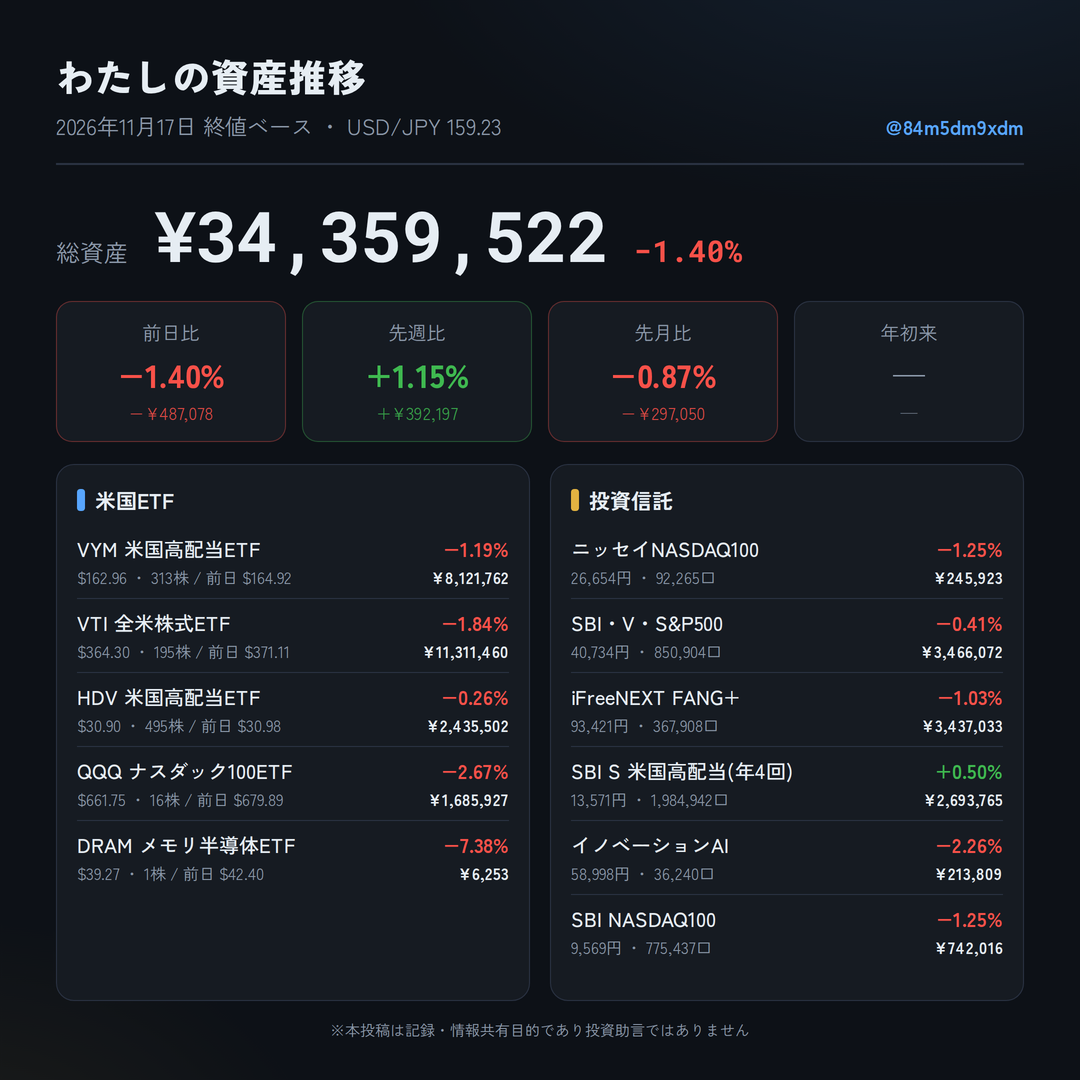 わたしの資産推移
2026年11月17日 終値ベース ・ USD/JPY 159.23
@84m5dm9xdm
総資産 ¥34,359,522 -1.40%
前日比
−1.40%
−¥487,078
先週比
+1.15%
+¥392,197
先月比
−0.87%
−¥297,050
年初来
—
—
米国ETF
VYM 米国高配当ETF −1.19%
$162.96 ・ 313株 / 前日 $164.92 ¥8,121,762
VTI 全米株式ETF −1.84%
$364.30 ・ 195株 / 前日 $371.11 ¥11,311,460
HDV 米国高配当ETF −0.26%
$30.90 ・ 495株 / 前日 $30.98 ¥2,435,502
QQQ ナスダック100ETF −2.67%
$661.75 ・ 16株 / 前日 $679.89 ¥1,685,927
DRAM メモリ半導体ETF −7.38%
$39.27 ・ 1株 / 前日 $42.40 ¥6,253
投資信託
ニッセイNASDAQ100 −1.25%
26,654円 ・ 92,265口 ¥245,923
SBI・V・S&P500 −0.41%
40,734円 ・ 850,904口 ¥3,466,072
iFreeNEXT FANG+ −1.03%
93,421円 ・ 367,908口 ¥3,437,033
SBI S 米国高配当(年4回) +0.50%
13,571円 ・ 1,984,942口 ¥2,693,765
イノベーションAI −2.26%
58,998円 ・ 36,240口 ¥213,809
SBI NASDAQ100 −1.25%
9,569円 ・ 775,437口 ¥742,016
※本投稿は記録・情報共有目的であり投資助言ではありません